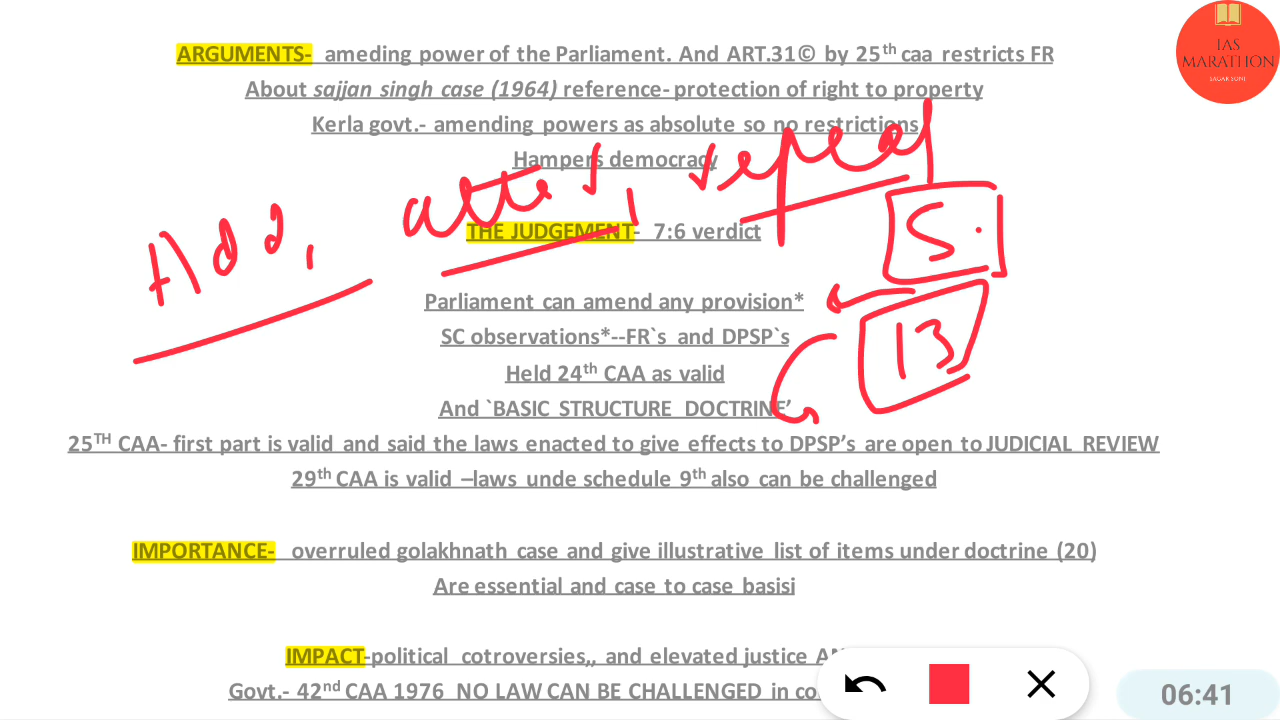 ARGUMENTS- ameding power of the Parliament. And ART.31© by 25th caa restricts FR
About sajjan singh case (1964) reference- protection of right to property
Kerla govt.- amending powers as absolute so no restrictions
Hampers democracy
THE JUDGEMENT- 7:6 verdict
Parliament can amend any provision*
SC observations*--FR`s and DPSP`s
Held 24th CAA as valid
And `BASIC STRUCTURE DOCTRINE’
25TH CAA- first part is valid and said the laws enacted to give effects to DPSP’s are open to JUDICIAL REVIEW
29th CAA is valid –laws unde schedule 9th also can be challenged
IMPORTANCE- overruled golakhnath case and give illustrative list of items under doctrine (20)
Are essential and case to case basisi
IMPACT-political cotroversies,, and elevated justice
Govt.- 42nd CAA 1976 NO LAW CAN BE CHALLENGED in
IAS
MARATHON
SAGAR SONI
Add, alter, repeal
13
06:41